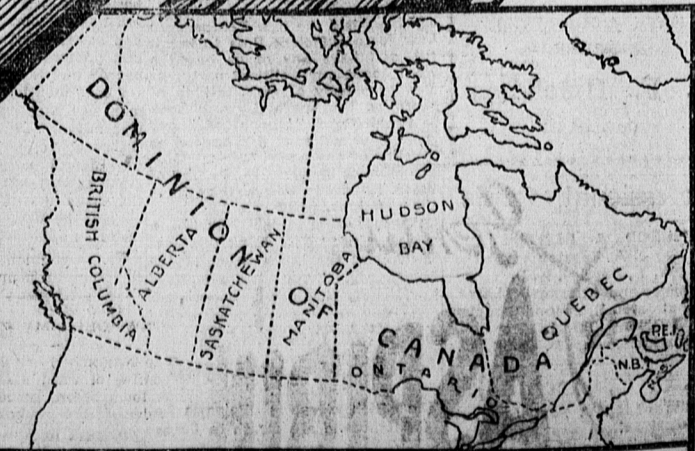 DOMINION OF CANADA
BRITISH COLUMBIA
ALBERTA
SASKATCHEWAN
MANITOBA
HUDSON
BAY
ONTARIO
QUEBEC
P.E.I.
N.B.